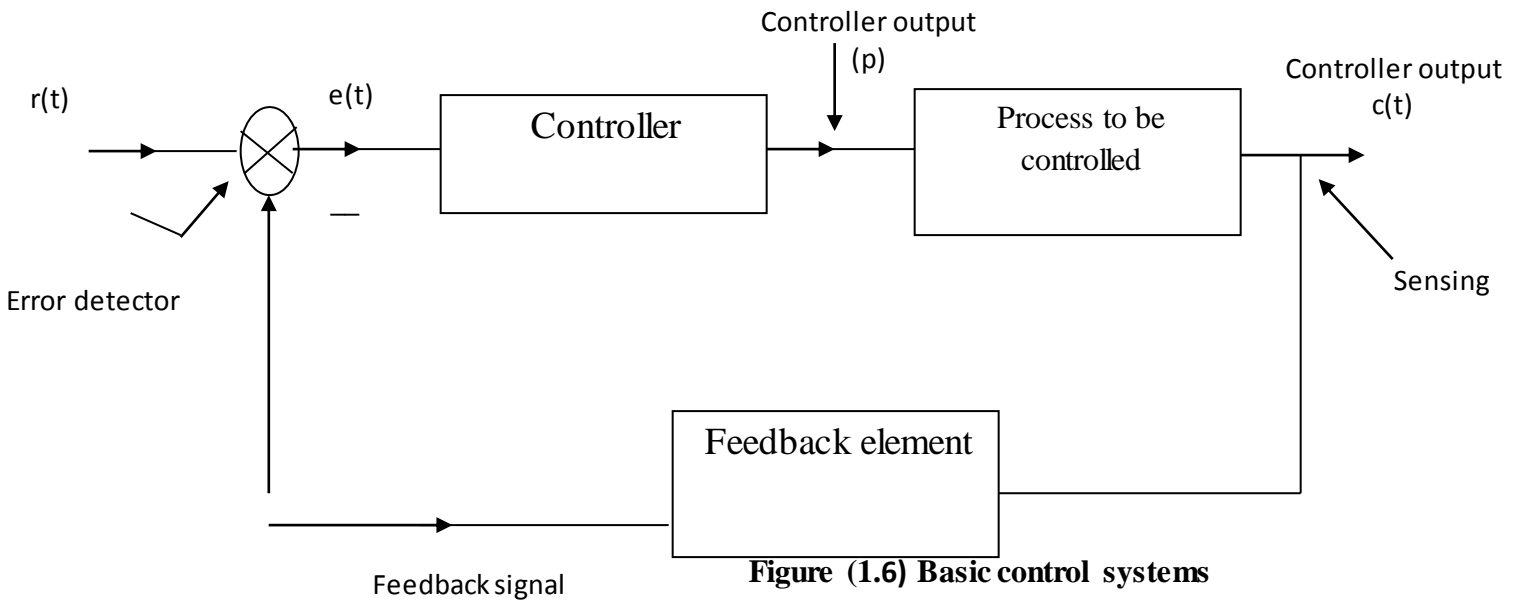 Controller output
(p)
Controller output
c(t)
r(t)
e(t)
Controller
Process to be
controlled
Error detector
Sensing
Feedback element
Feedback signal
Figure (1.6) Basic control systems